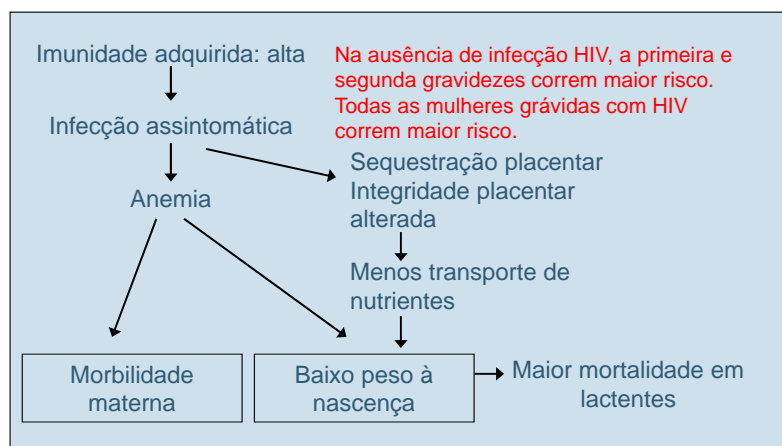 Imunidade adquirida: alta
Na ausência de infecção HIV, a primeira e
segunda gravidezes correm maior risco.
Todas as mulheres grávidas com HIV
correm maior risco.
Infecção assintomática
Sequestração placentar
Integridade placentar
alterada
Anemia
Menos transporte de
nutrientes
Morbilidade
materna
Baixo peso à
nascença
Maior mortalidade em
lactentes